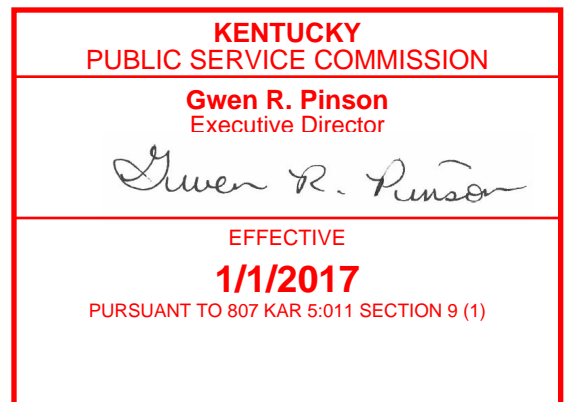 KENTUCKY
PUBLIC SERVICE COMMISSION
Gwen R. Pinson
Executive Director
Gwen R. Pinson
EFFECTIVE
1/1/2017
PURSUANT TO 807 KAR 5:011 SECTION 9 (1)